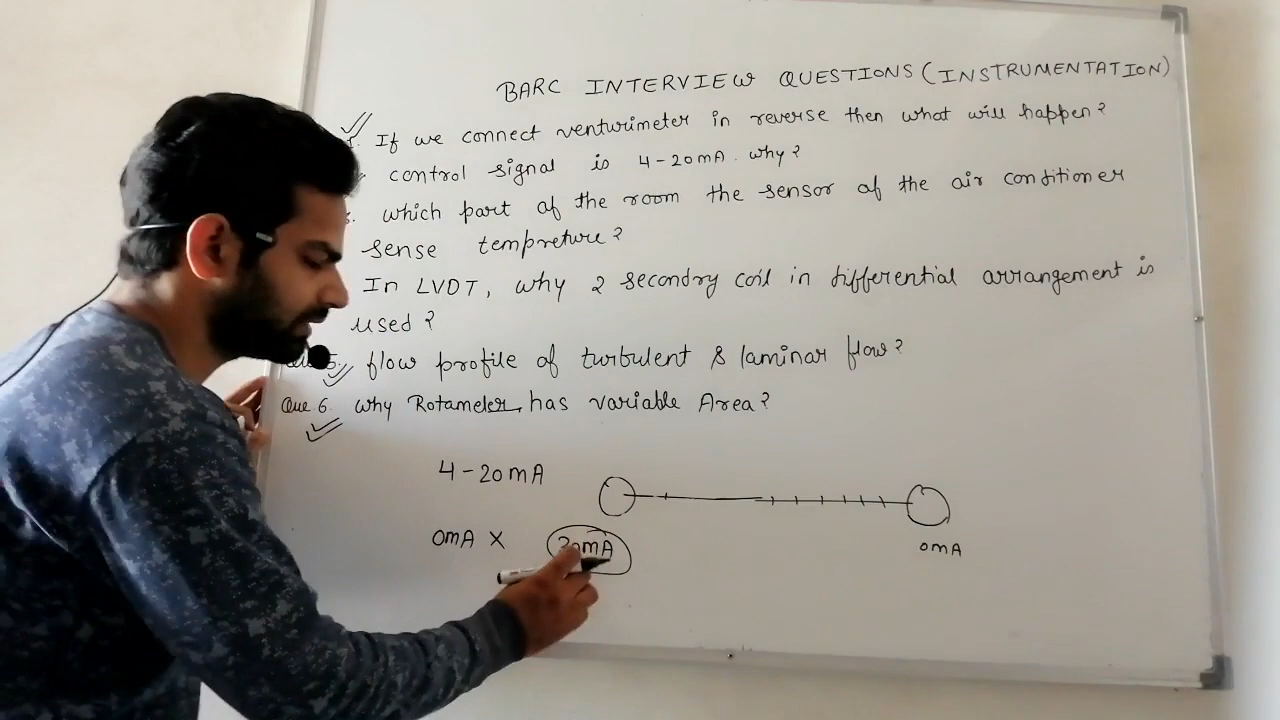 BARC INTERVIEW QUESTIONS (INSTRUMENTATION)
If we connect venturimeter in reverse then what will happen?
control signal is 4-20mA. why?
which part of the room the sensor of the air conditioner
sense tempreture?
In LVDT, why 2 secondry coil in differential arrangement is
used?
5. flow profile of turbulent & laminar flow?
Que 6. why Rotameter has variable Area?
4-20mA
0mA X
0mA